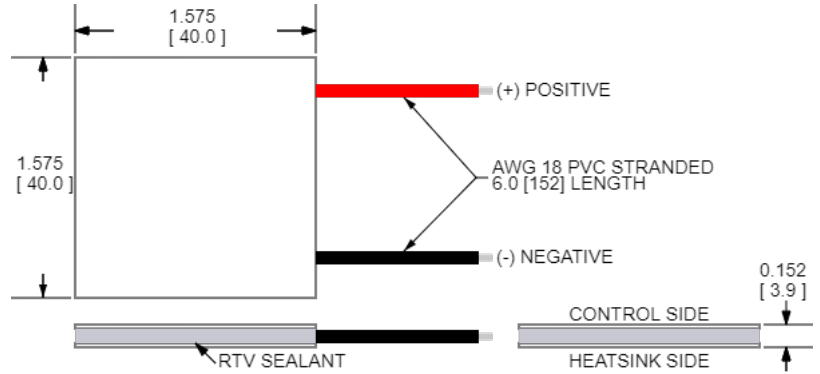 1.575
[ 40.0 ]
(+) POSITIVE
1.575
[ 40.0 ]
AWG 18 PVC STRANDED
6.0 [152] LENGTH
(-) NEGATIVE
0.152
[ 3.9 ]
CONTROL SIDE
RTV SEALANT
HEATSINK SIDE